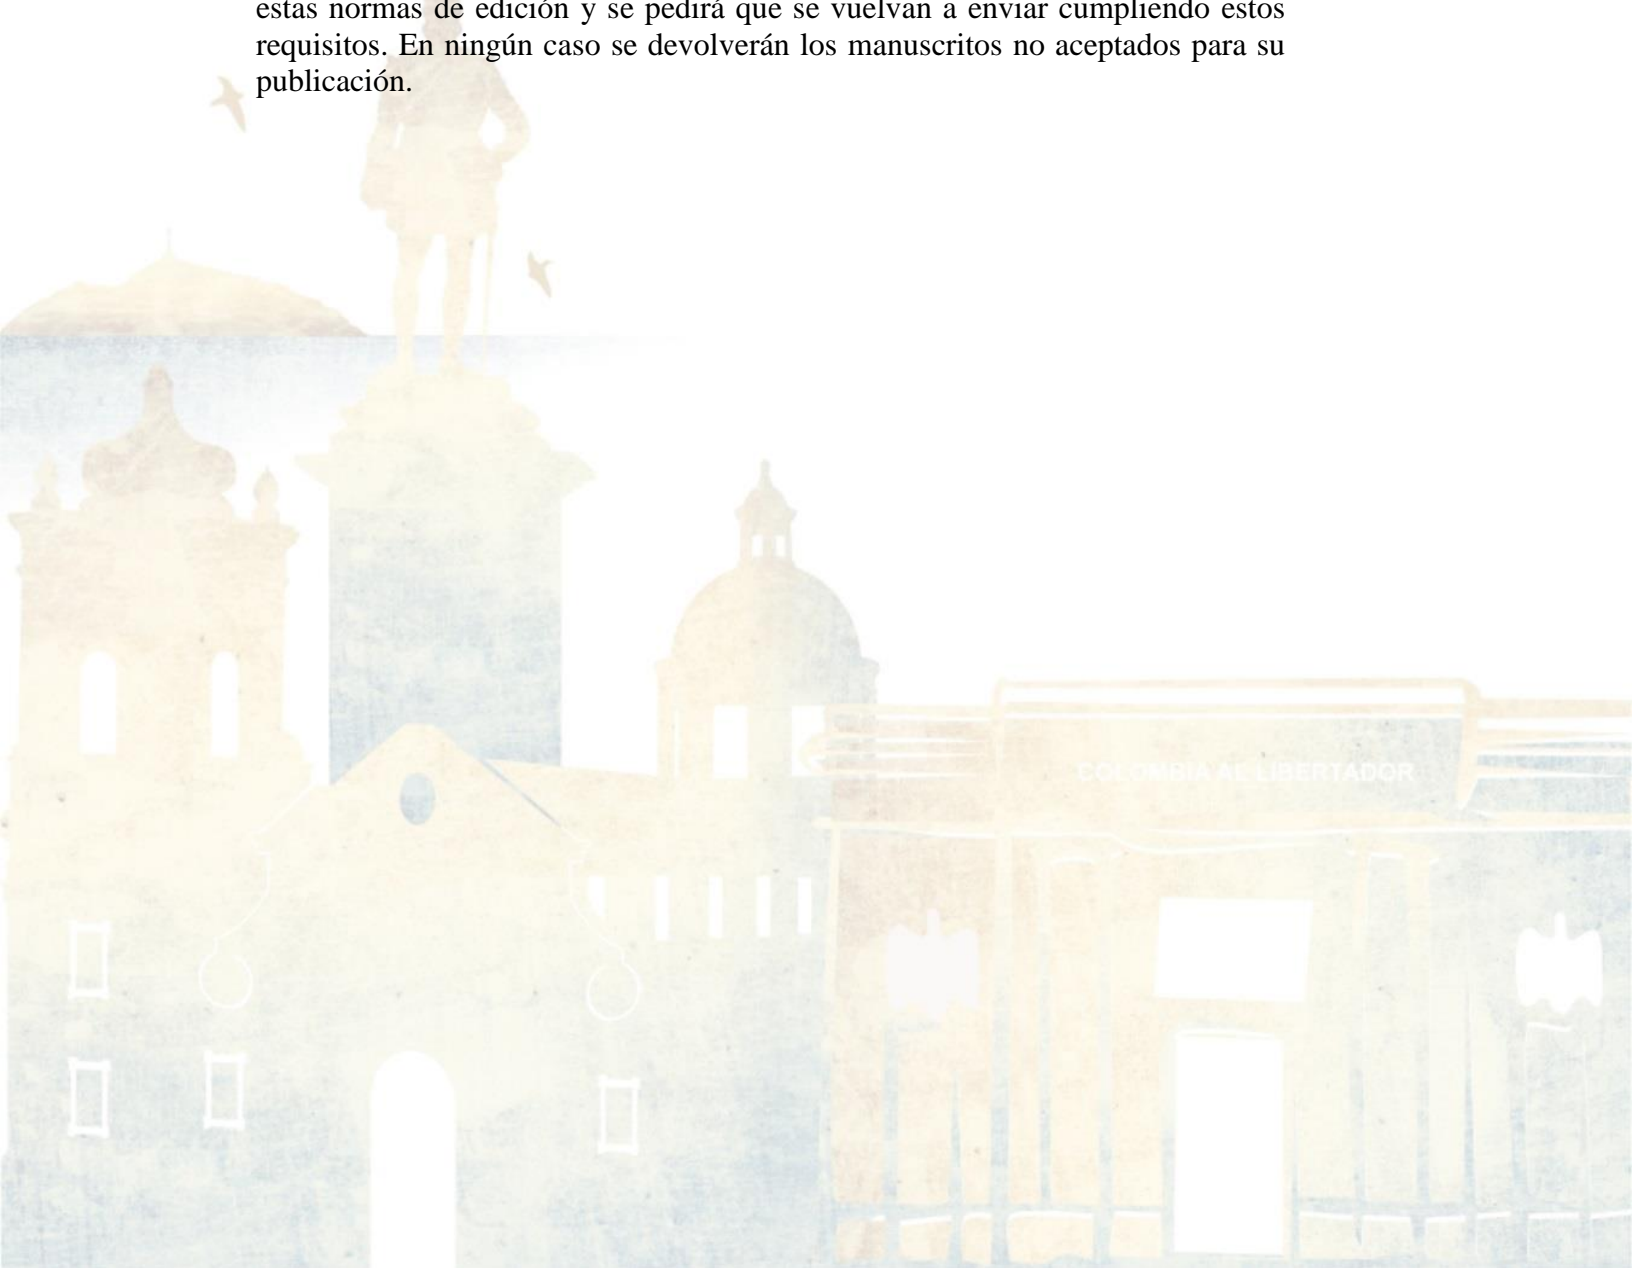 estas normas de edición y se pedirá que se vuelvan a enviar cumpliendo estos
requisitos. En ningún caso se devolverán los manuscritos no aceptados para su
publicación.
COLOMBIA AL LIBERTADOR